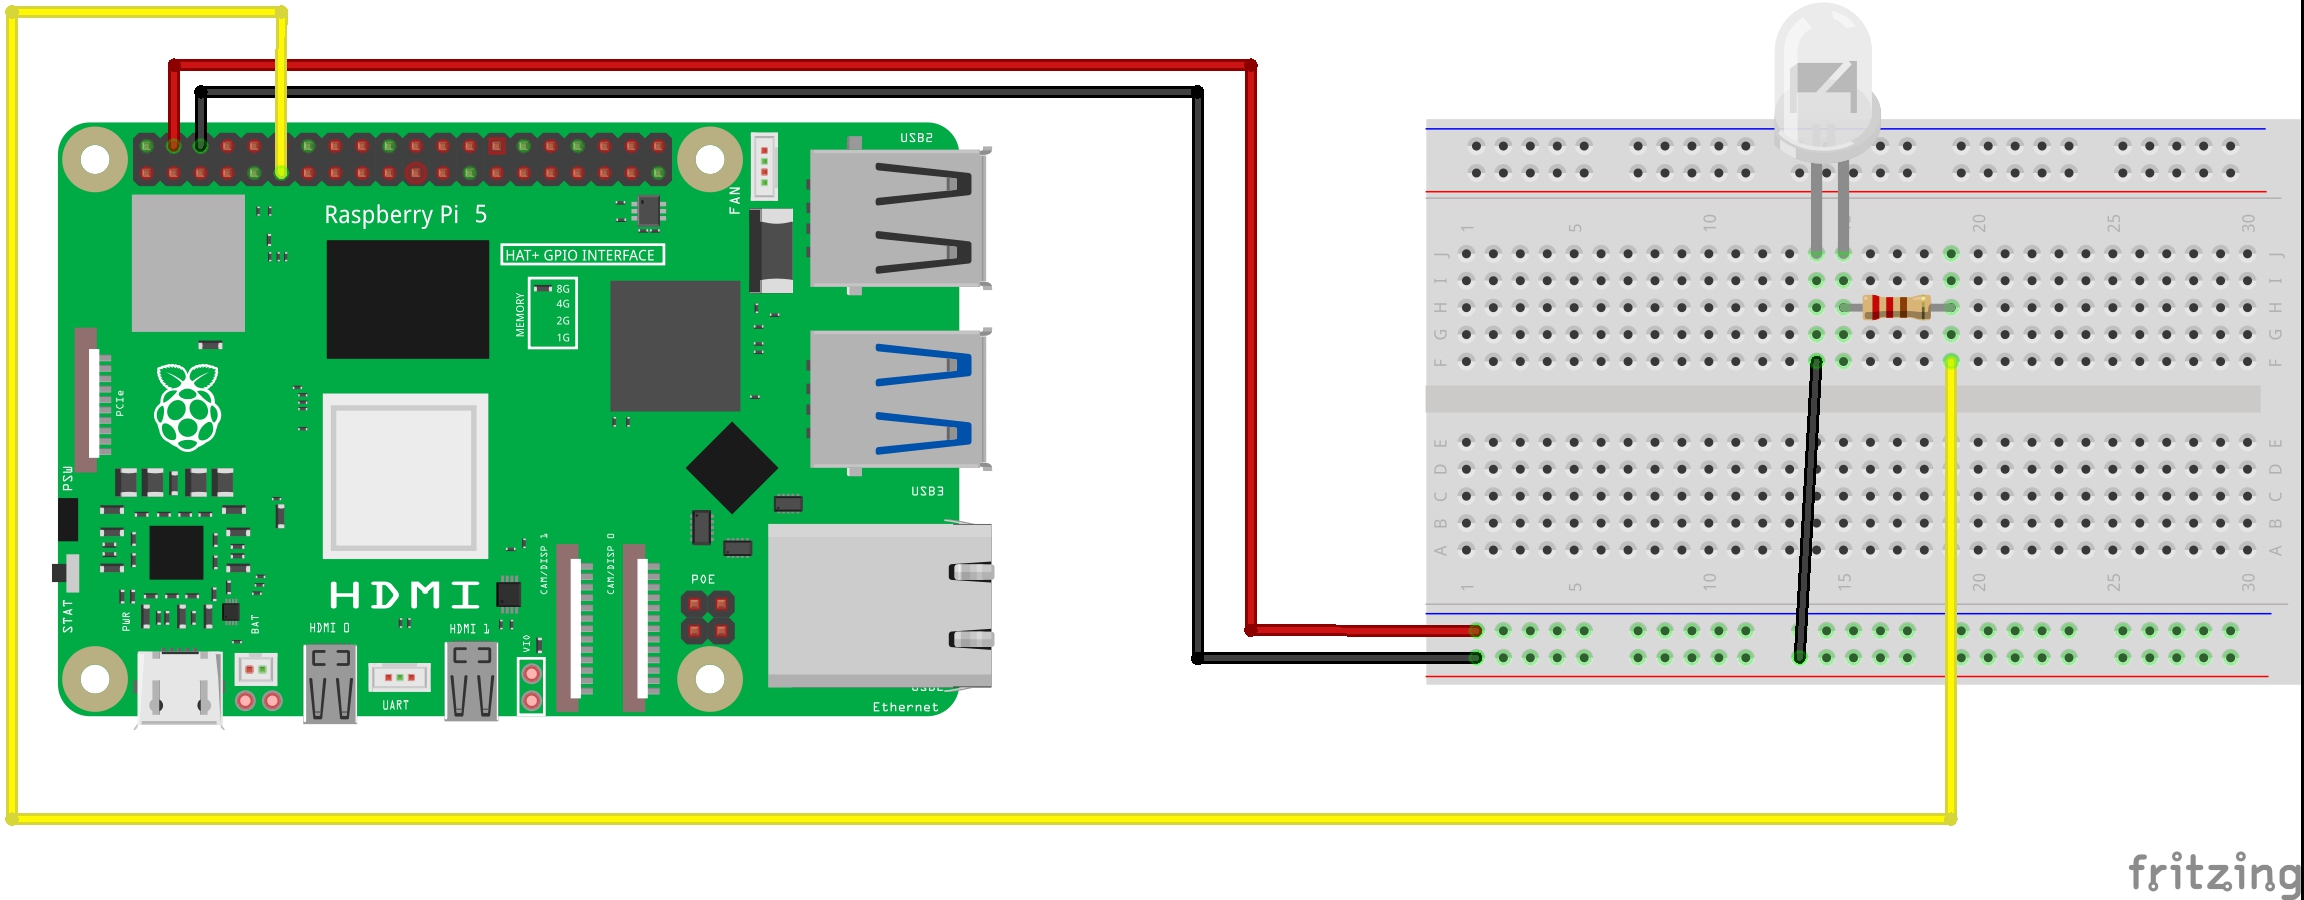 USB2
FAN
Raspberry Pi 5
HAT+ GPIO INTERFACE
MEMORY
8G
4G
2G
1G
PCIe
PSW
USB3
CAM/DISP 1
CAM/DISP 0
POE
HDMI
STAT
PWR
BAT
HDMI 0
HDMI 1
VIO
UART
Ethernet
1 5 10 20 25 30
J J
I I
H H
G G
F F
E E
D D
C C
B B
A A
1 5 10 15 20 25 30
fritzing